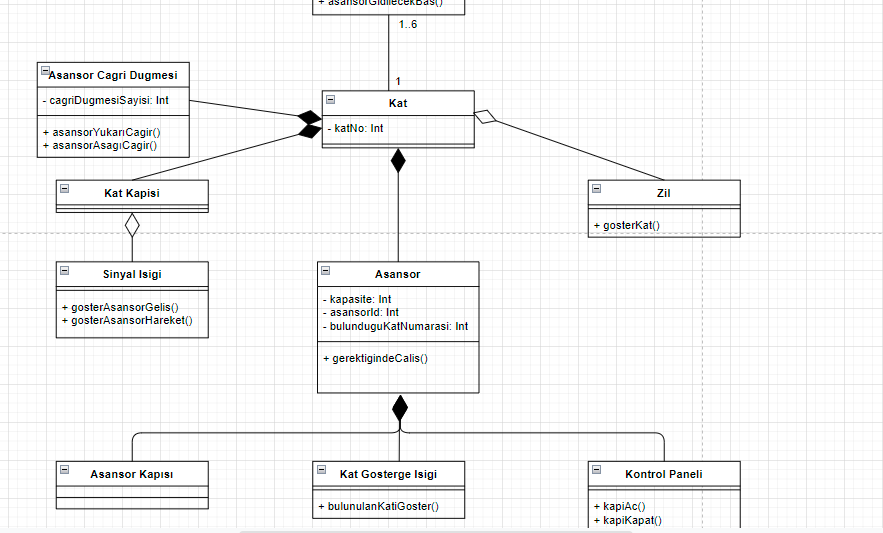 + asansorGidilecekBas()
1..6
1
Asansor Cagri Dugmesi
- cagriDugmesiSayisi: Int
+ asansorYukarıCagir()
+ asansorAsagıCagir()
Kat
- katNo: Int
Kat Kapisi
Zil
+ gosterKat()
Sinyal Isigi
+ gosterAsansorGelis()
+ gosterAsansorHareket()
Asansor
- kapasite: Int
- asansorId: Int
- bulunduguKatNumarasi: Int
+ gerektigindeCalis()
Asansor Kapısı
Kat Gosterge Isigi
+ bulunulanKatiGoster()
Kontrol Paneli
+ kapiAc()
+ kapiKapat()